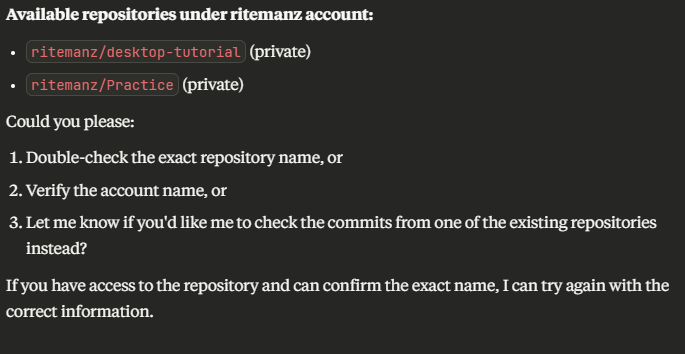 Available repositories under ritemanz account:
• ritemanz/desktop-tutorial (private)
• ritemanz/Practice (private)
Could you please:
1. Double-check the exact repository name, or
2. Verify the account name, or
3. Let me know if you'd like me to check the commits from one of the existing repositories
instead?
If you have access to the repository and can confirm the exact name, I can try again with the
correct information.